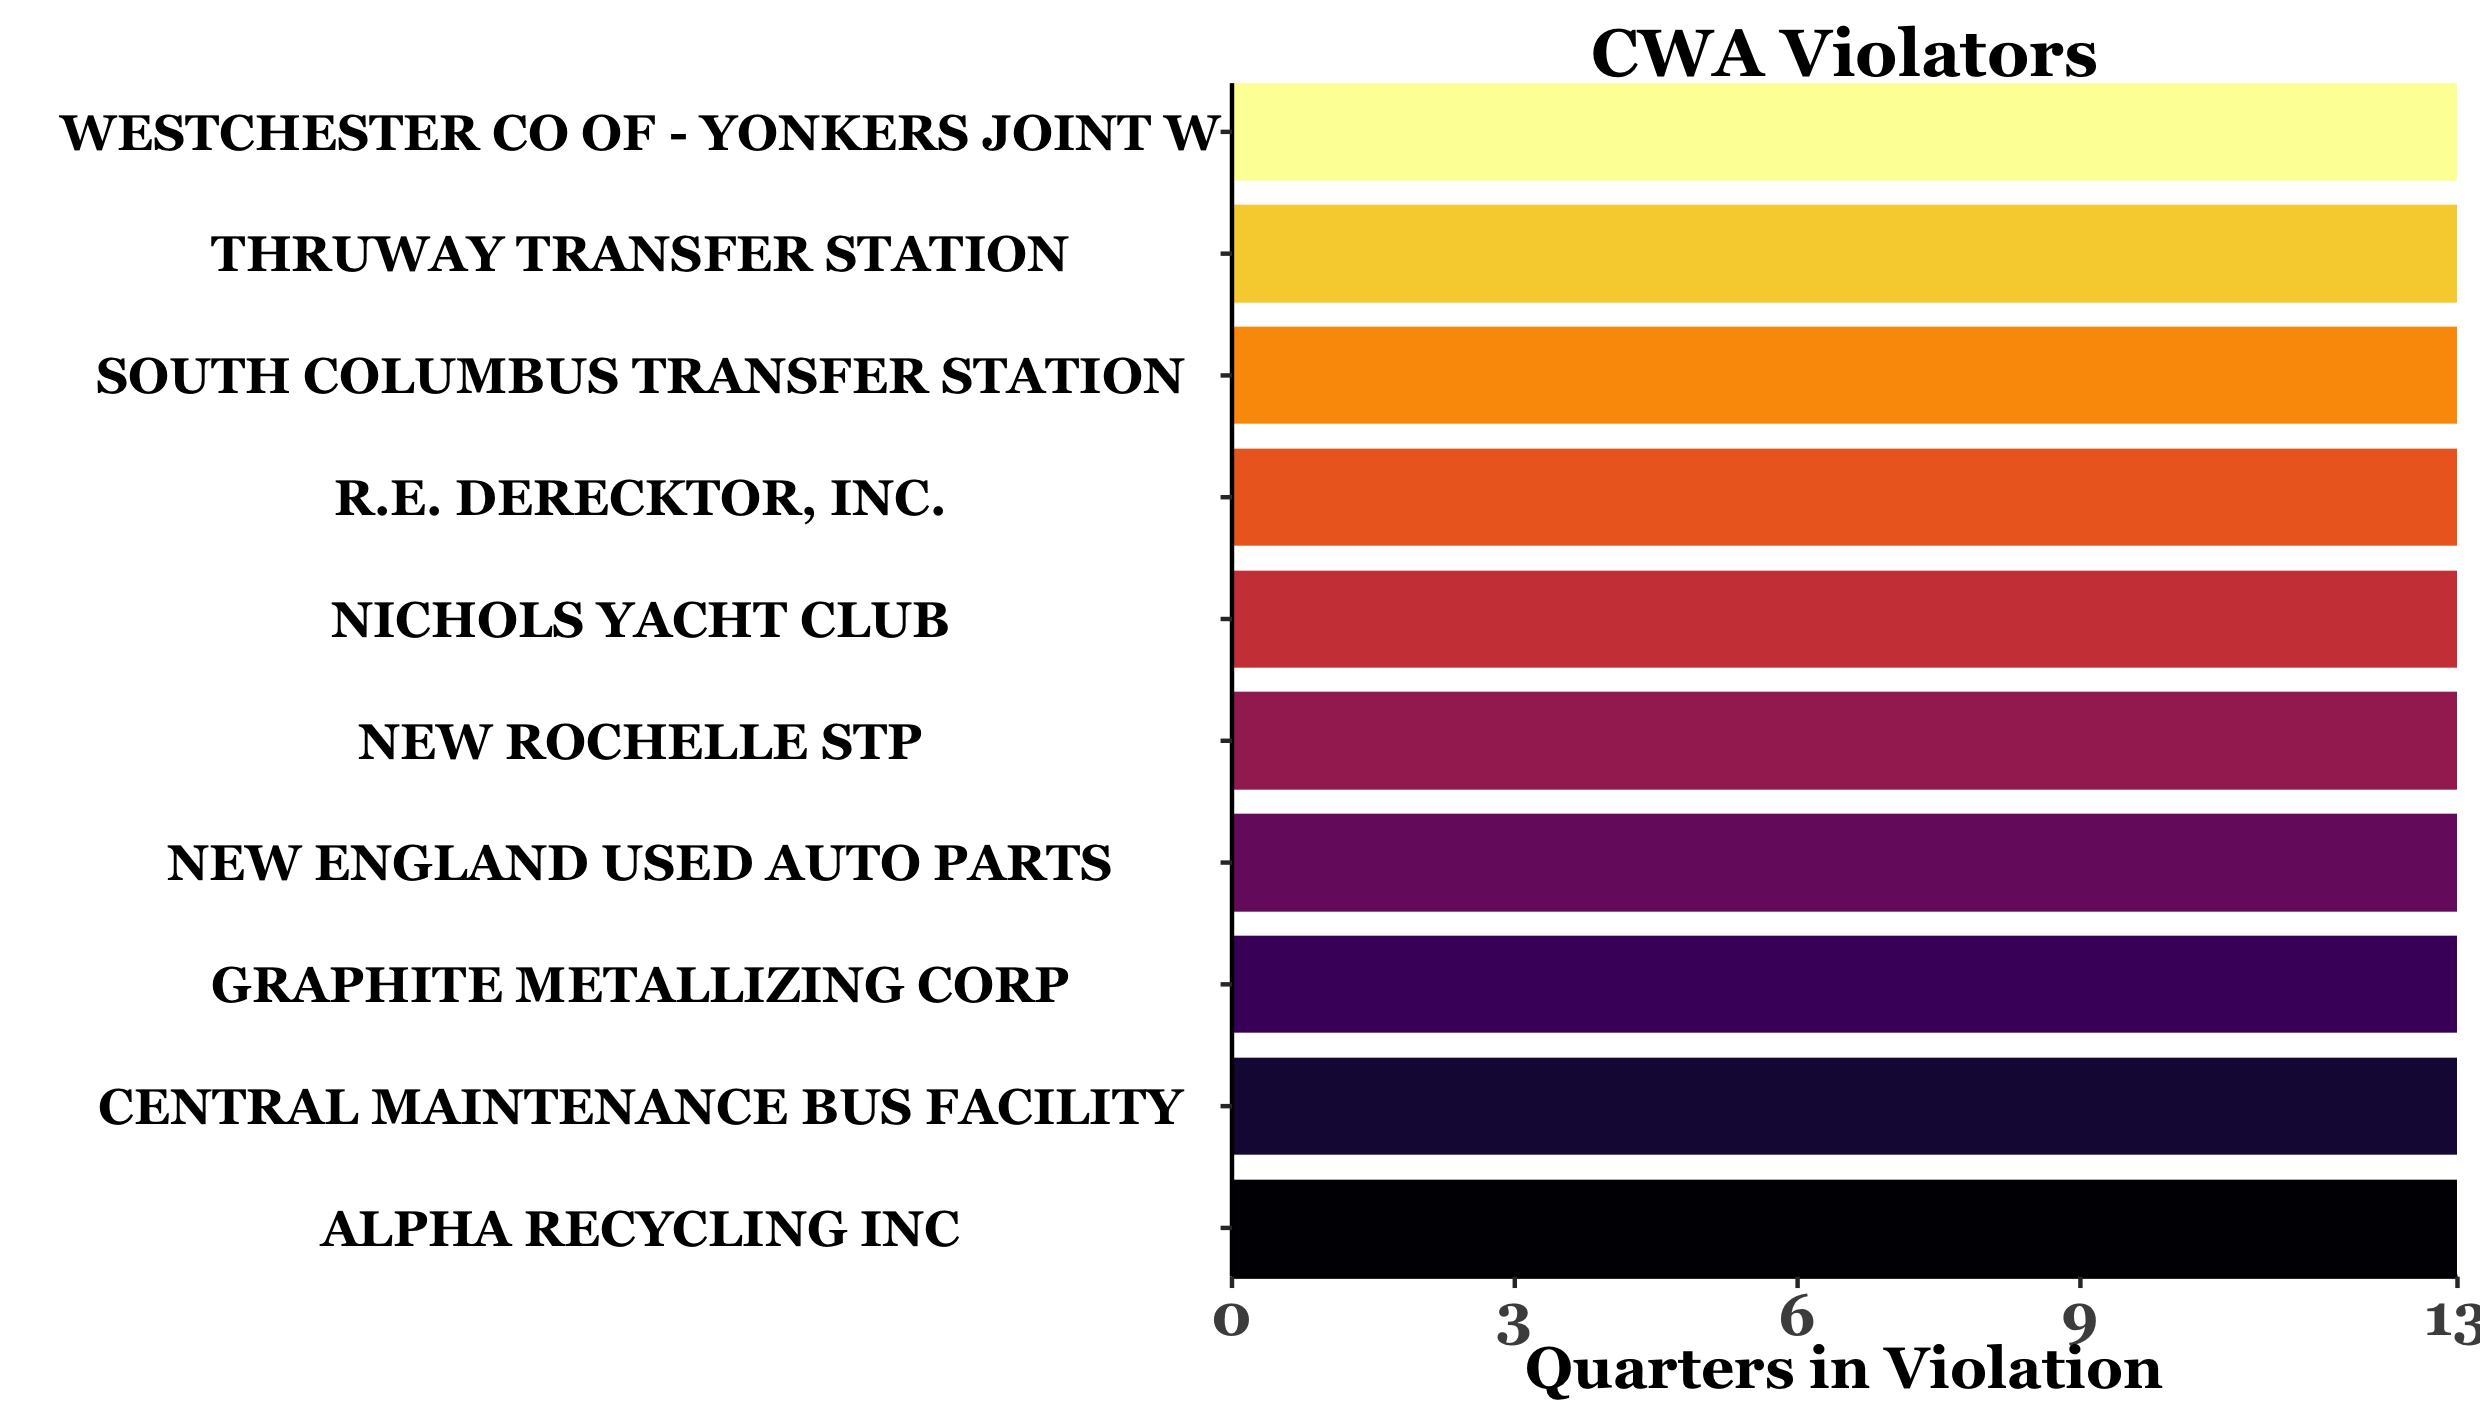 CWA Violators
WESTCHESTER CO OF - YONKERS JOINT W
THRUWAY TRANSFER STATION
SOUTH COLUMBUS TRANSFER STATION
R.E. DERECKTOR, INC.
NICHOLS YACHT CLUB
NEW ROCHELLE STP
NEW ENGLAND USED AUTO PARTS
GRAPHITE METALLIZING CORP
CENTRAL MAINTENANCE BUS FACILITY
ALPHA RECYCLING INC
0 3 6 9 13
Quarters in Violation